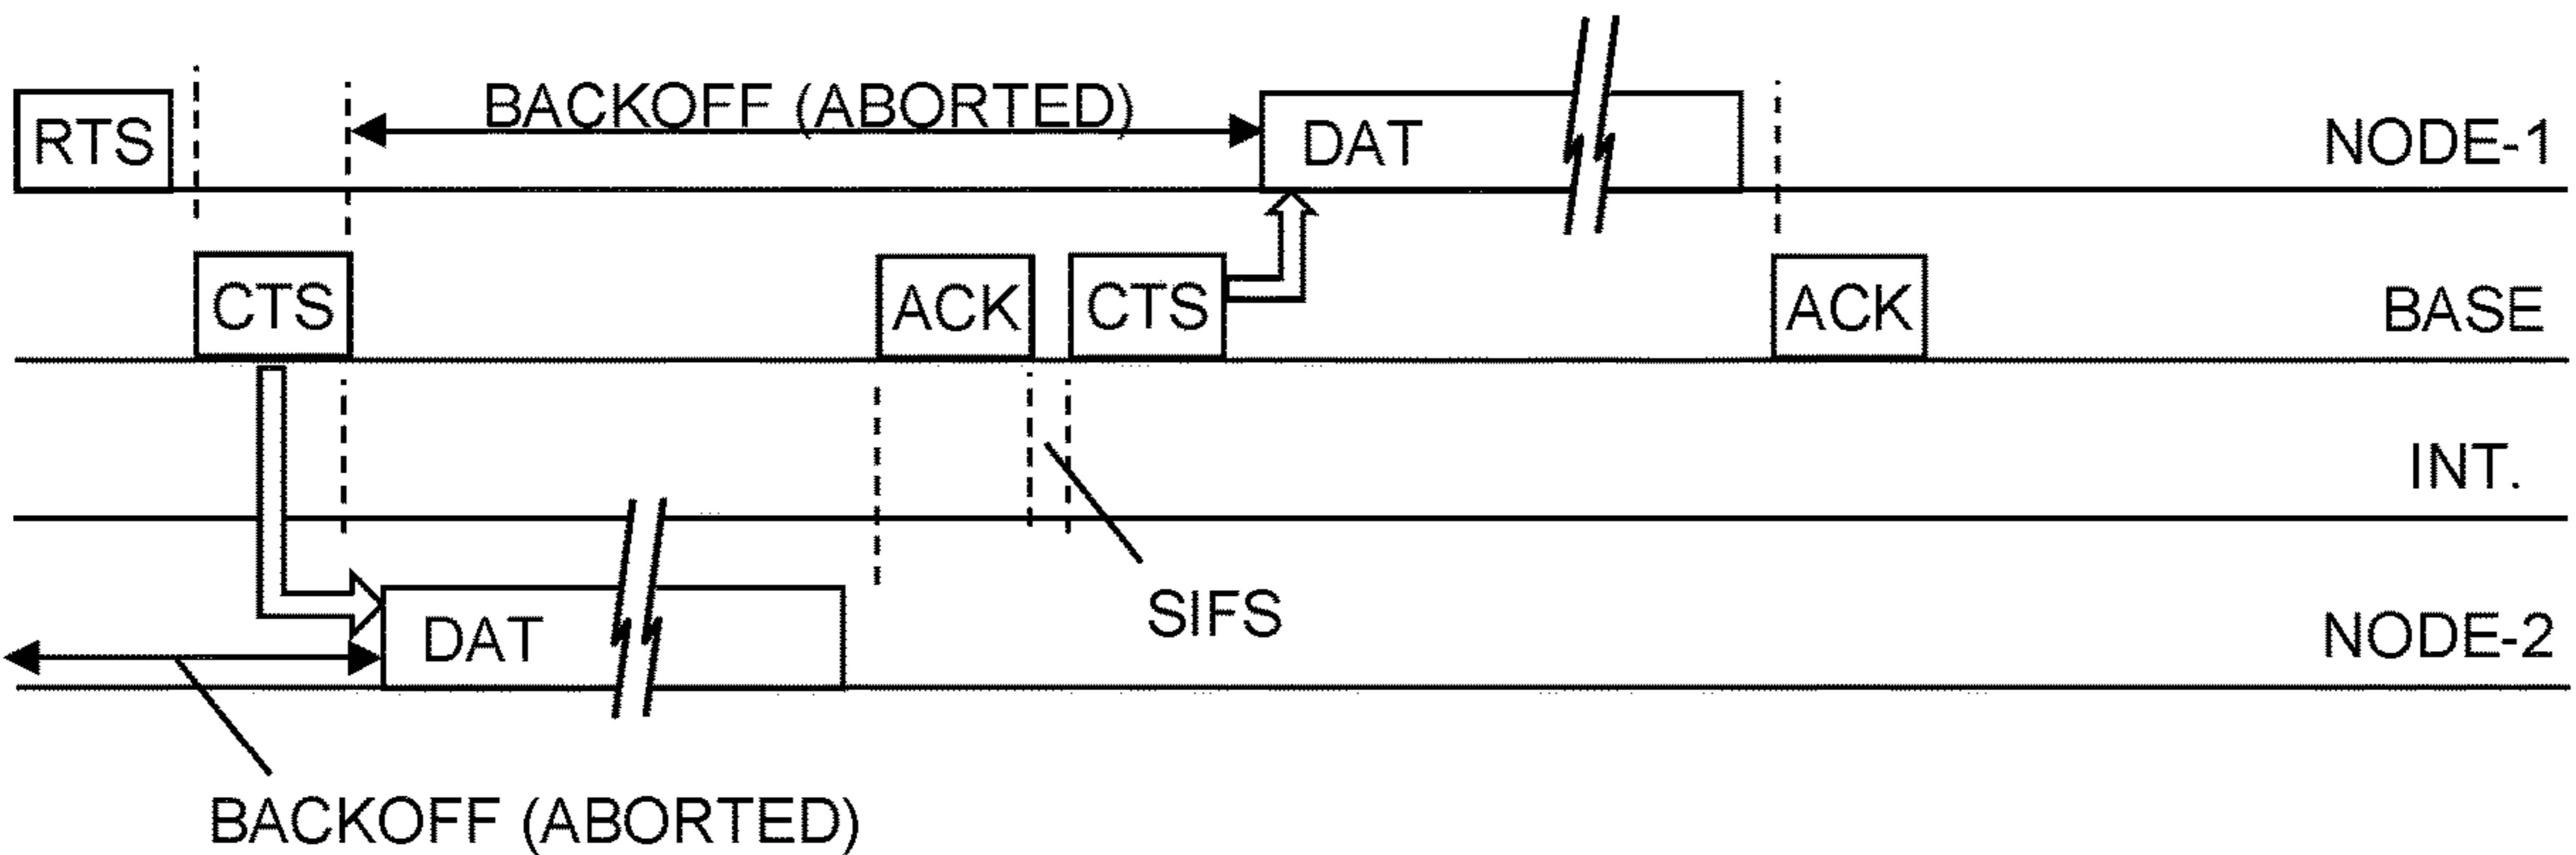 BACKOFF (ABORTED)
RTS DAT NODE-1
CTS ACK CTS ACK BASE
INT.
SIFS
DAT NODE-2
BACKOFF (ABORTED)